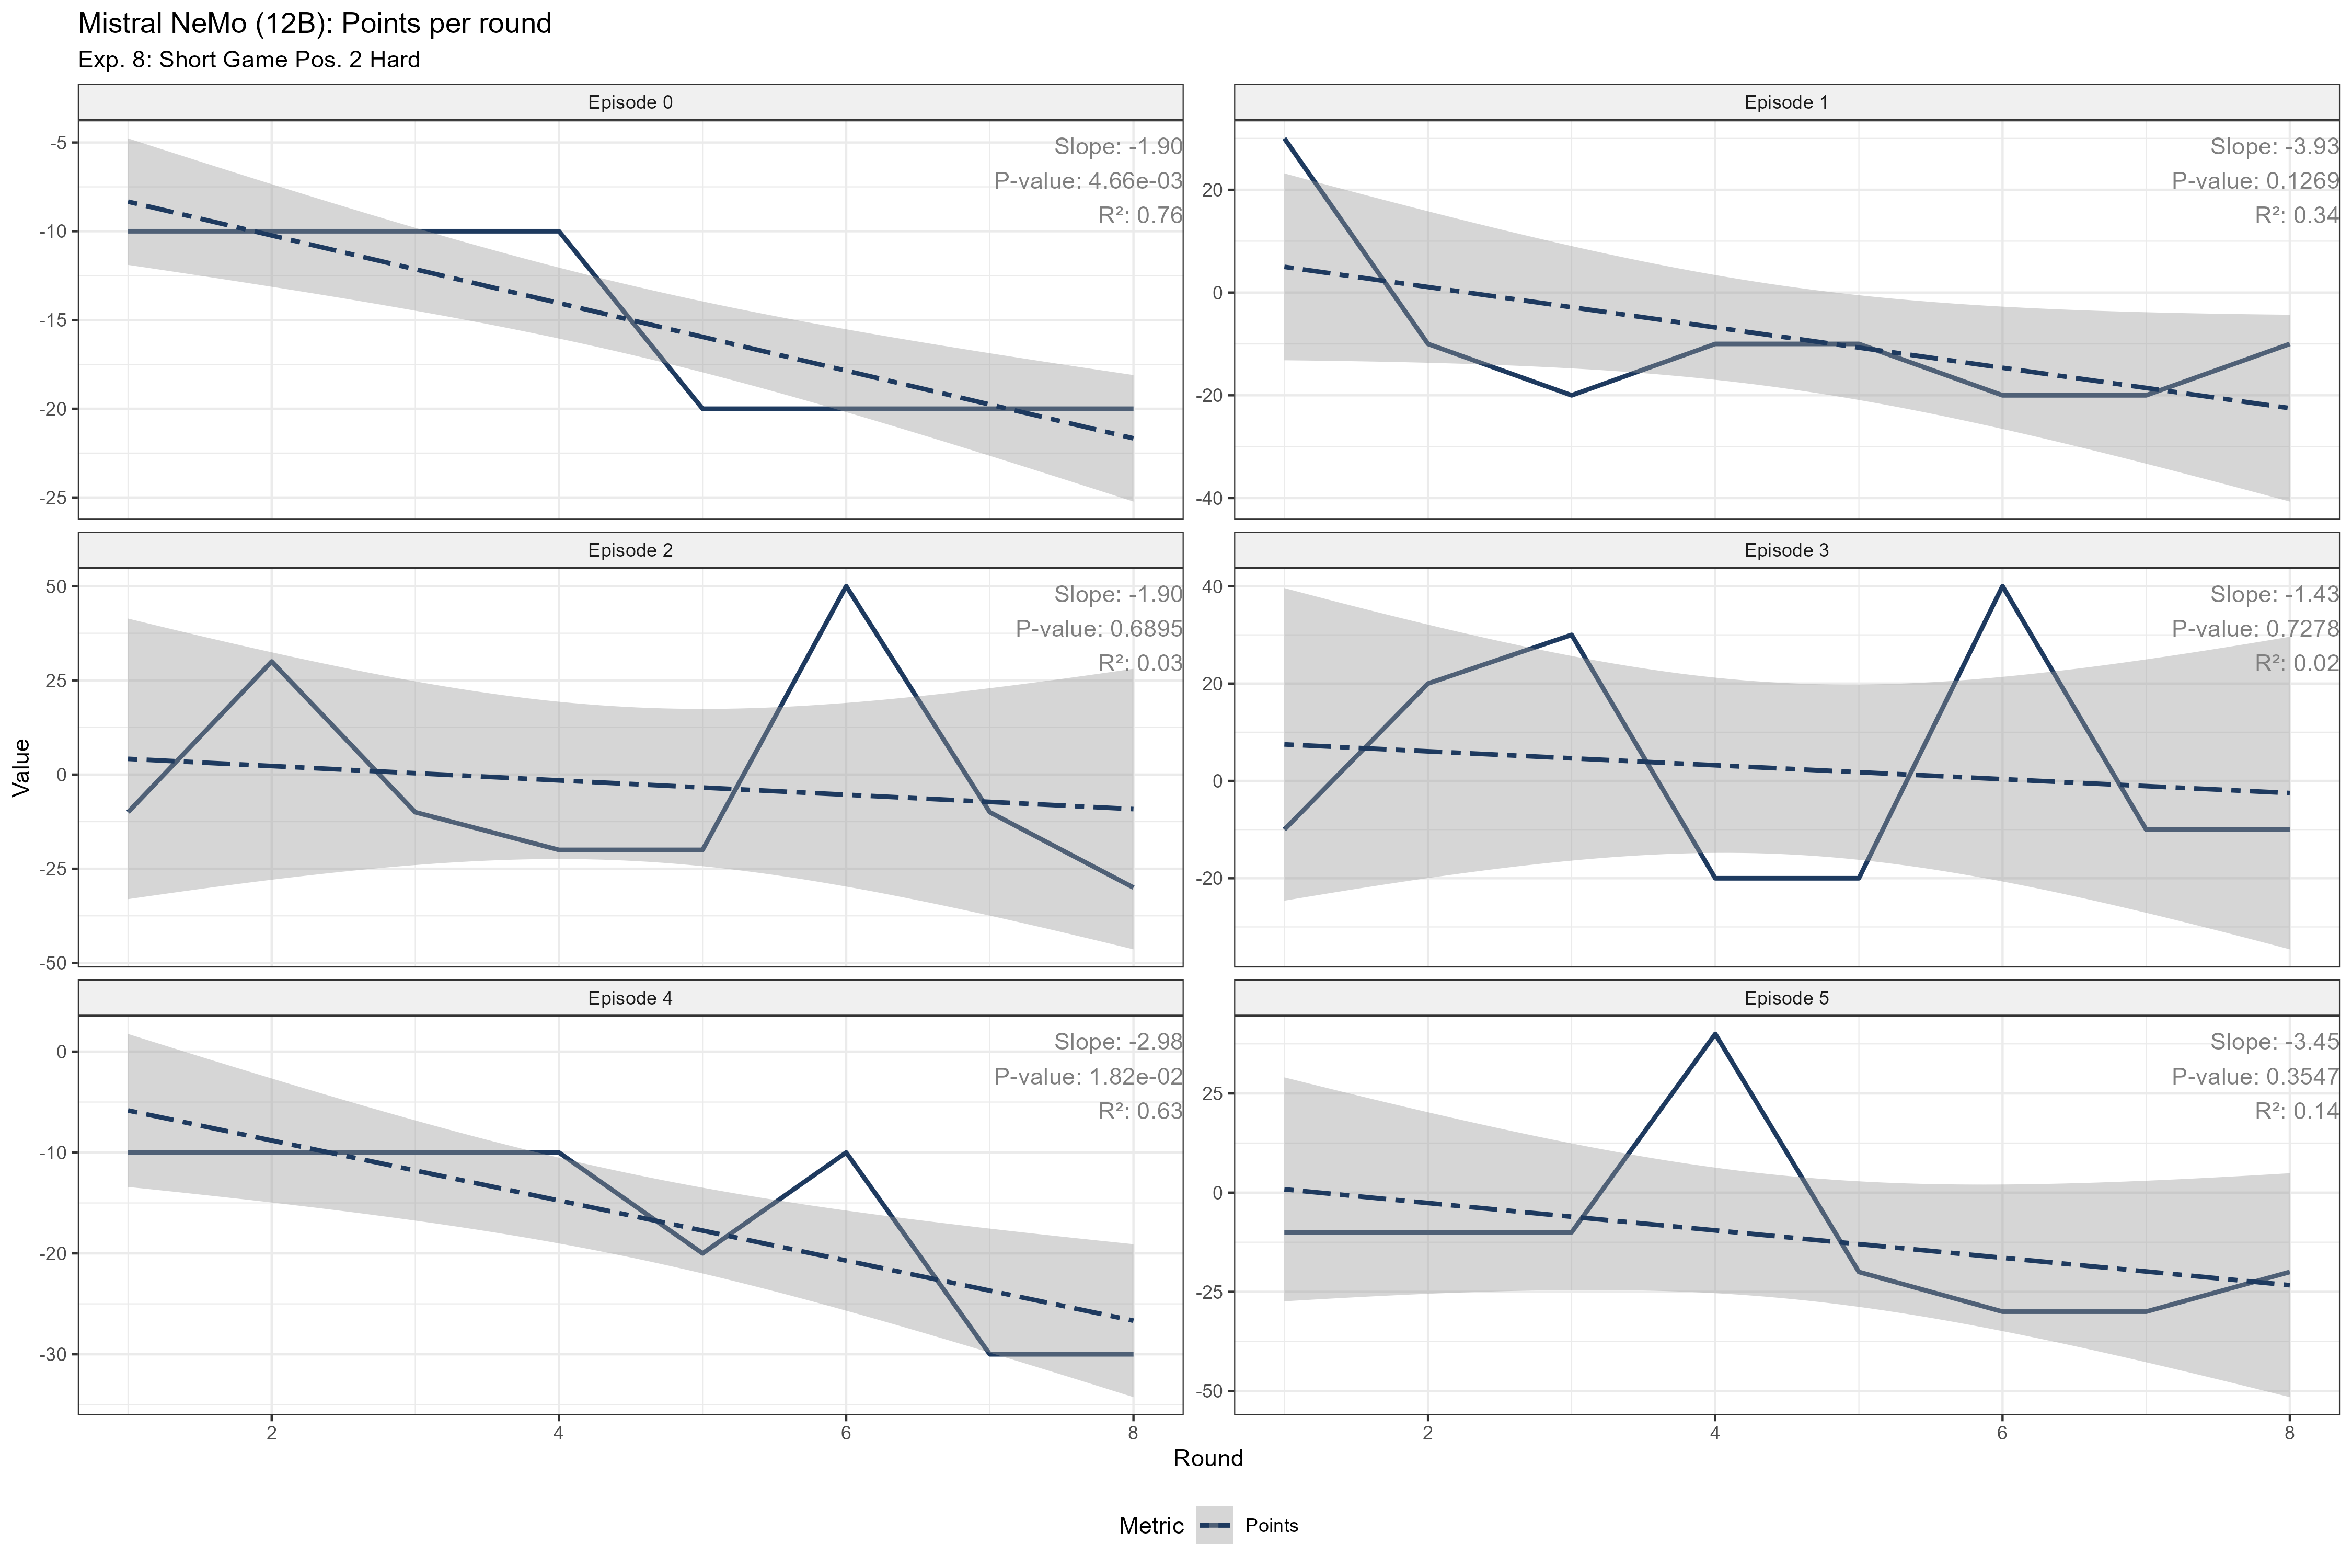 Mistral NeMo (12B): Points per round
Exp. 8: Short Game Pos. 2 Hard
Episode 0
-5
-10
-15
-20
-25
Slope: -1.90
P-value: 4.66e-03
R²: 0.76
Episode 1
20
0
-20
-40
Slope: -3.93
P-value: 0.1269
R²: 0.34
Episode 2
50
25
0
-25
-50
Slope: -1.90
P-value: 0.6895
R²: 0.03
Episode 3
40
20
0
-20
Slope: -1.43
P-value: 0.7278
R²: 0.02
Episode 4
0
-10
-20
-30
Slope: -2.98
P-value: 1.82e-02
R²: 0.63
2 4 6 8
Episode 5
25
0
-25
-50
Slope: -3.45
P-value: 0.3547
R²: 0.14
2 4 6 8
Value
Round
Metric Points